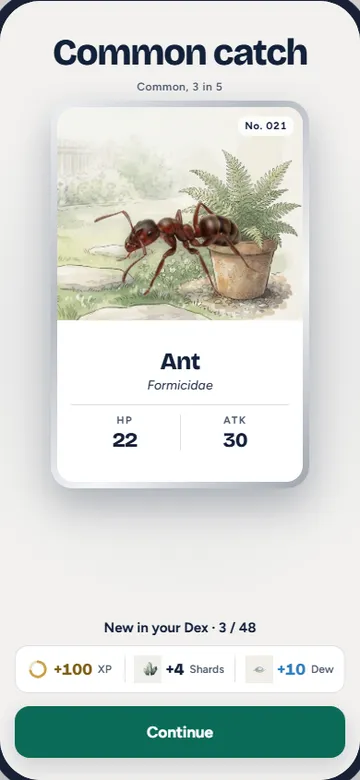 Common catch
Common, 3 in 5
No. 021
Ant
Formicidae
HP
22
ATK
30
New in your Dex · 3 / 48
+100 XP
+4 Shards
+10 Dew
Continue